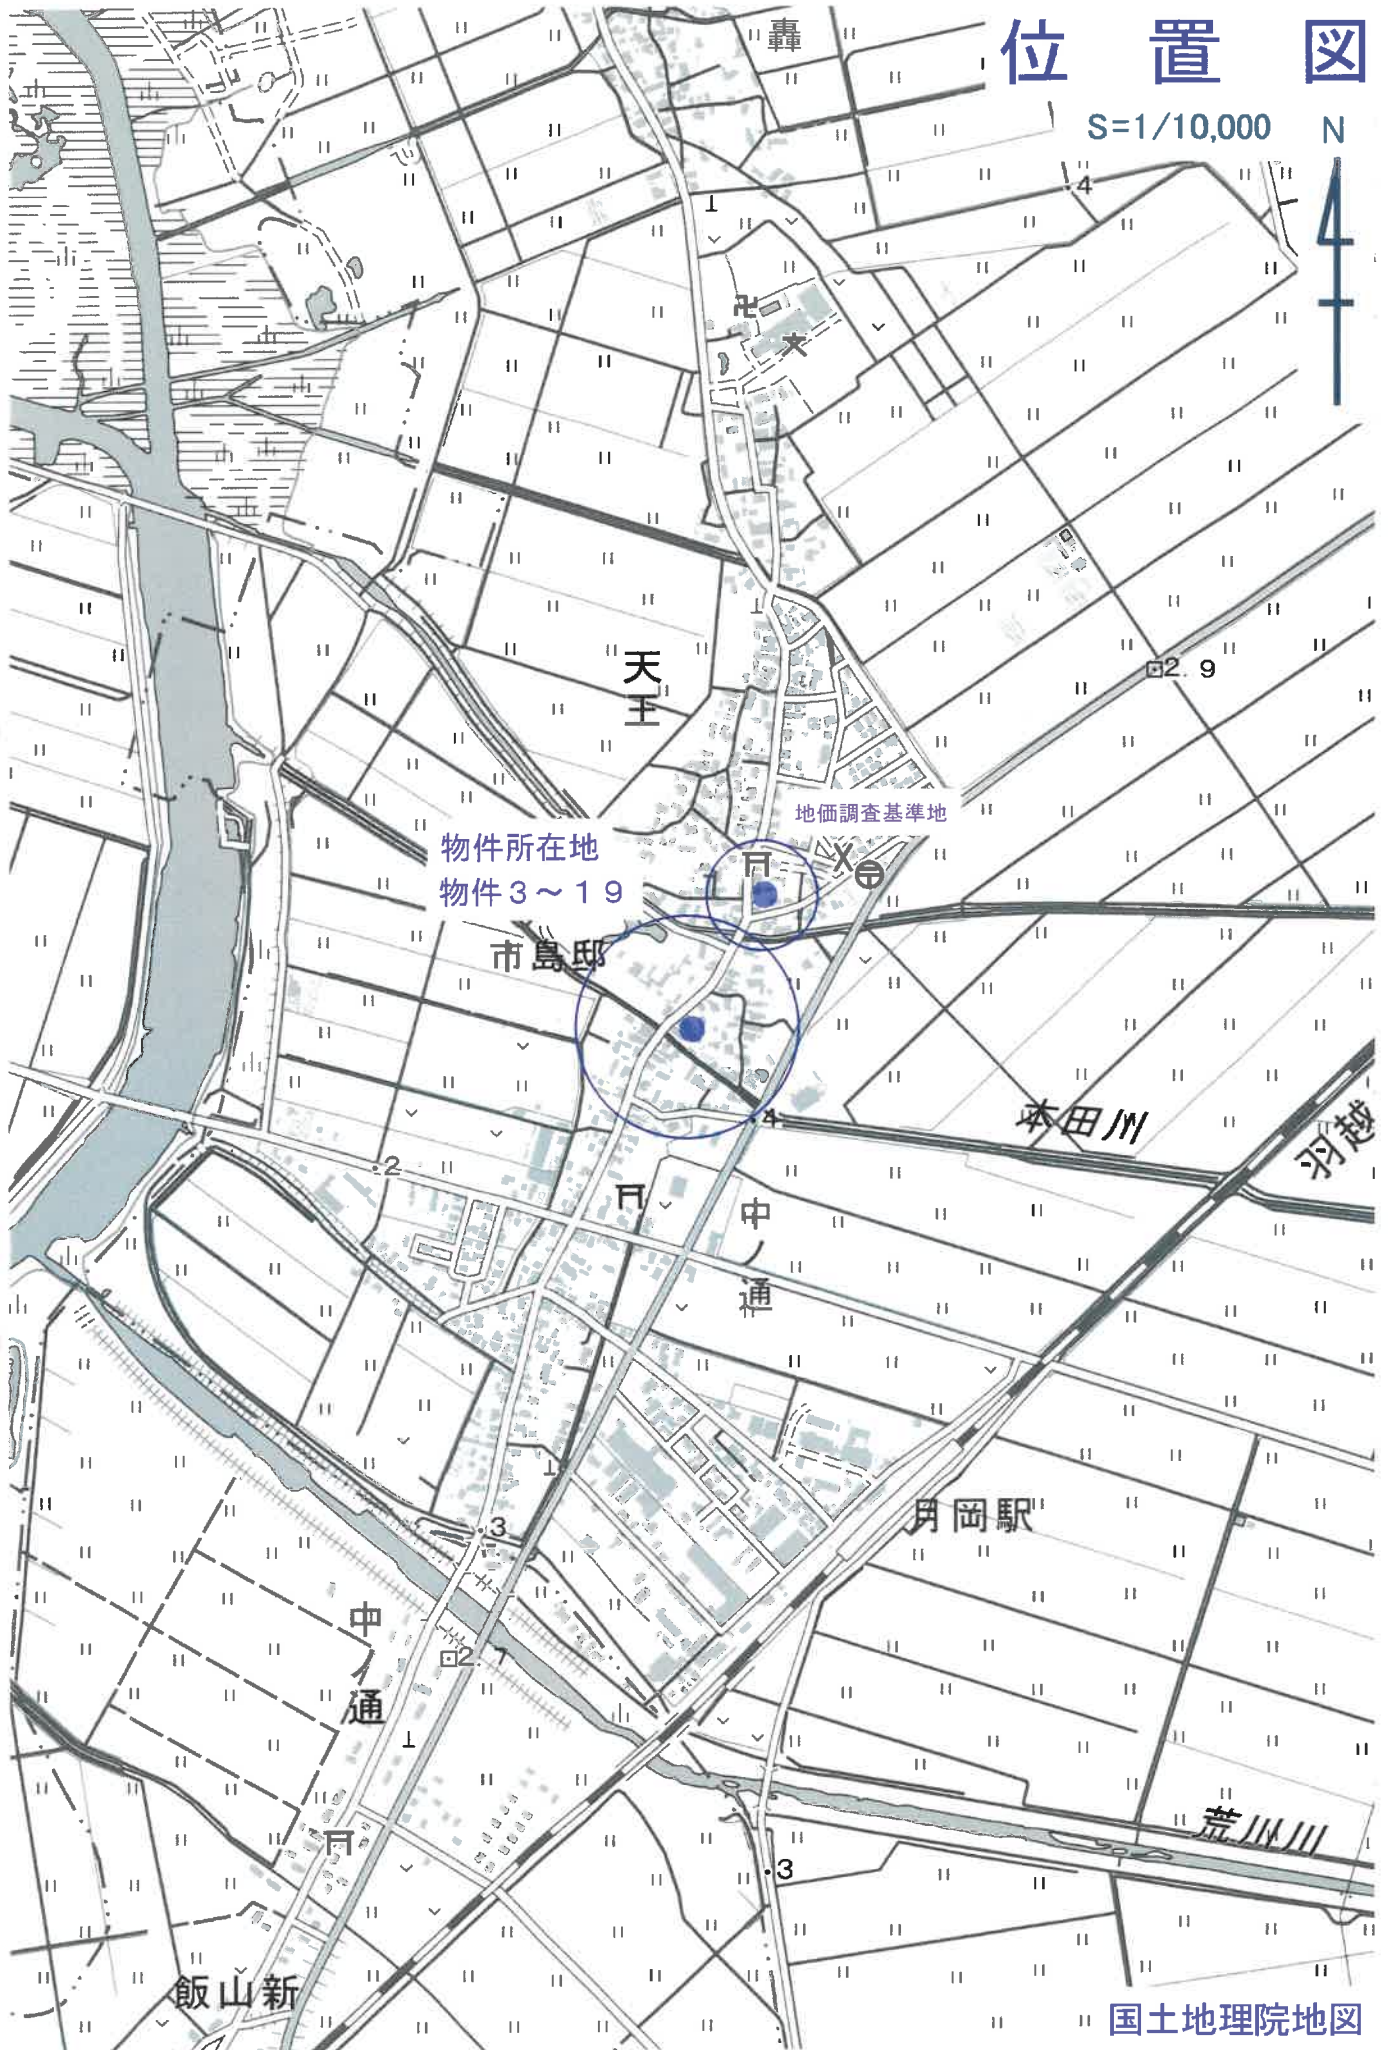 位置図
S=1/10,000
N
轟
4
天王
2.9
地価調査基準地
物件所在地
物件3～19
市島邸
4
本田川
羽越
2
中ノ通
月岡駅
3
中ノ通
2.7
荒川川
3
飯山新
国土地理院地図